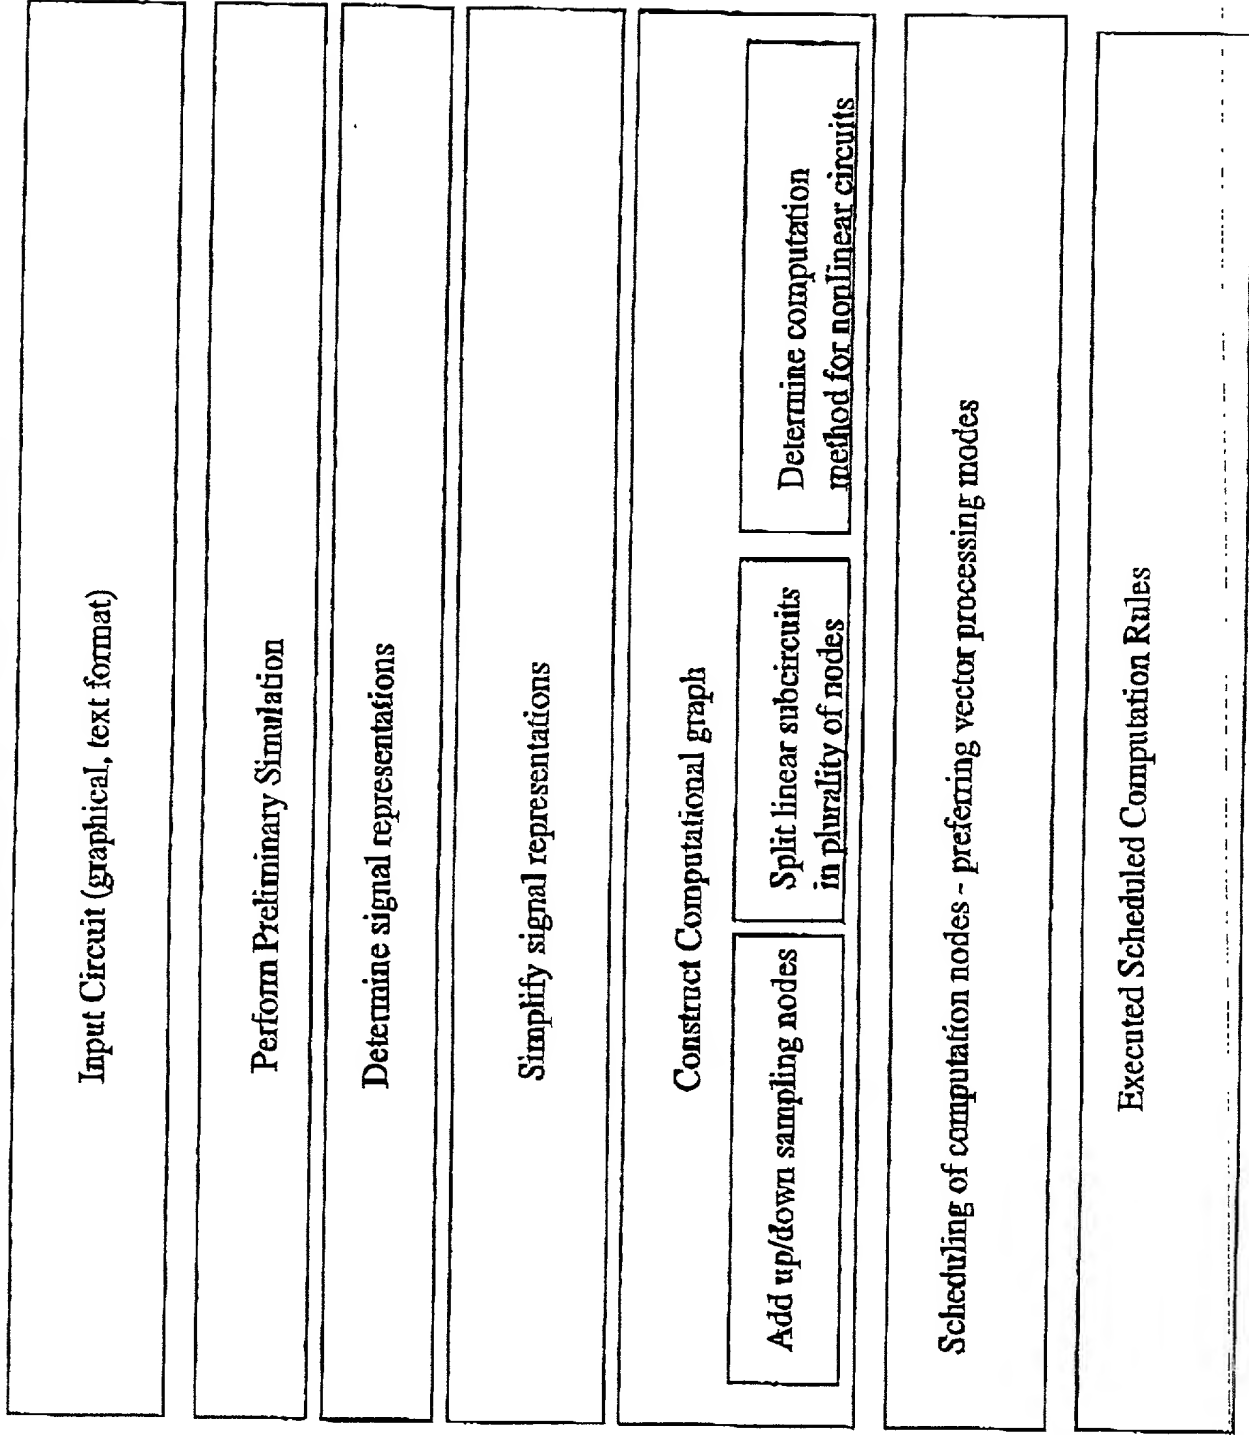 Input Circuit (graphical, text format)
Perform Preliminary Simulation
Determine signal representations
Simplify signal representations
Construct Computational graph
Add up/down sampling nodes
Split linear subcircuits
in plurality of nodes
Determine computation
method for nonlinear circuits
Scheduling of computation nodes - preferring vector processing modes
Executed Scheduled Computation Rules